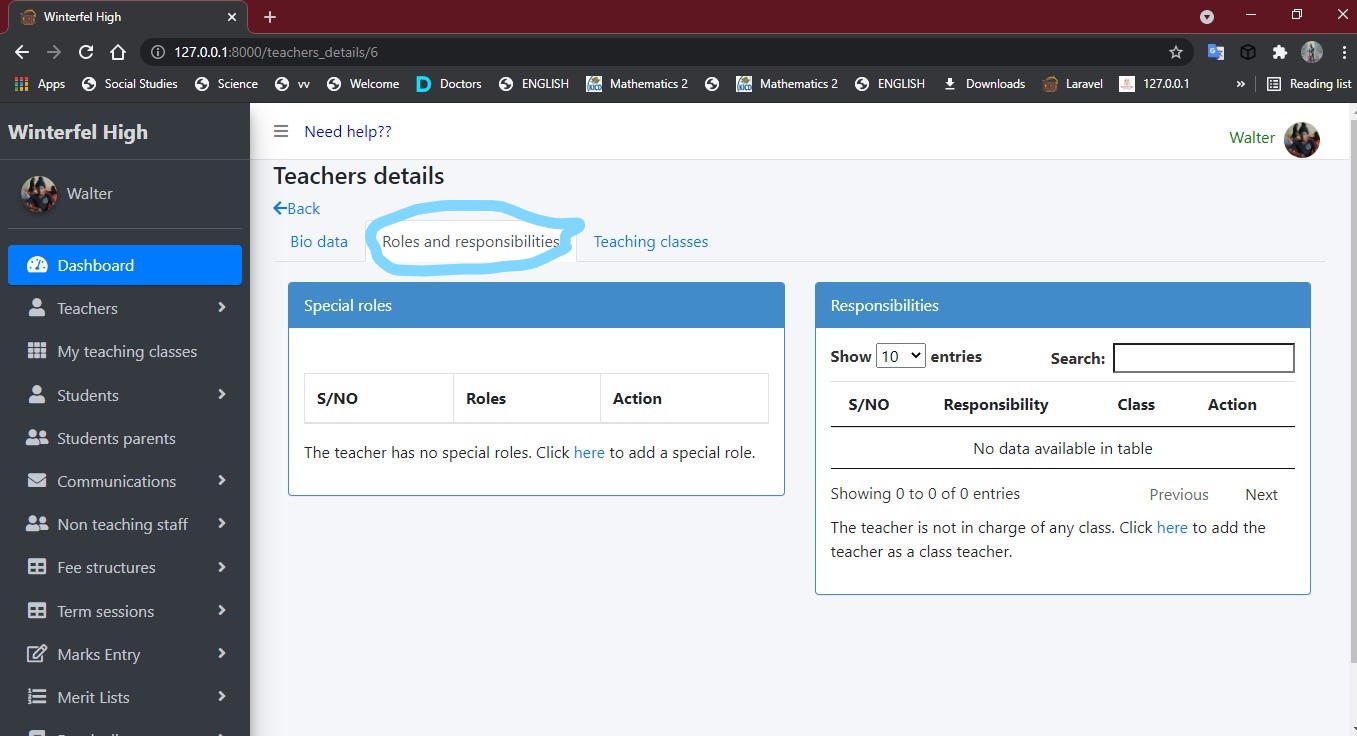 Winterfel High
127.0.0.1:8000/teachers_details/6
Apps Social Studies Science vv Welcome Doctors ENGLISH Mathematics 2 Mathematics 2 ENGLISH Downloads Laravel 127.0.0.1 » Reading list
Winterfel High
Need help??
Walter
Walter
Dashboard
Teachers
My teaching classes
Students
Students parents
Communications
Non teaching staff
Fee structures
Term sessions
Marks Entry
Merit Lists
Teachers details
Back
Bio data Roles and responsibilities Teaching classes
Special roles
S/NO Roles Action
The teacher has no special roles. Click here to add a special role.
Responsibilities
Show 10 entries Search:
S/NO Responsibility Class Action
No data available in table
Showing 0 to 0 of 0 entries Previous Next
The teacher is not in charge of any class. Click here to add the
teacher as a class teacher.